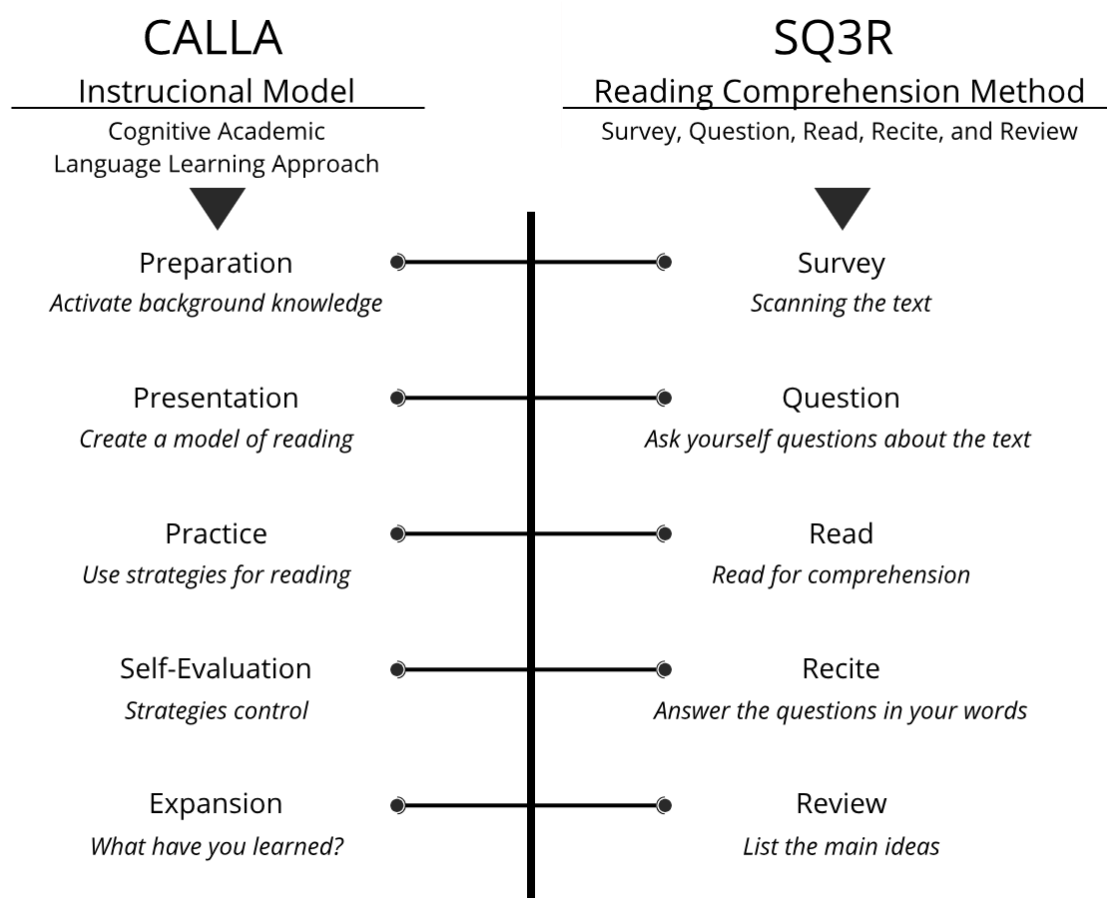 CALLA
Instrucional Model
Cognitive Academic
Language Learning Approach
SQ3R
Reading Comprehension Method
Survey, Question, Read, Recite, and Review
Preparation
Activate background knowledge
Survey
Scanning the text
Presentation
Create a model of reading
Question
Ask yourself questions about the text
Practice
Use strategies for reading
Read
Read for comprehension
Self-Evaluation
Strategies control
Recite
Answer the questions in your words
Expansion
What have you learned?
Review
List the main ideas